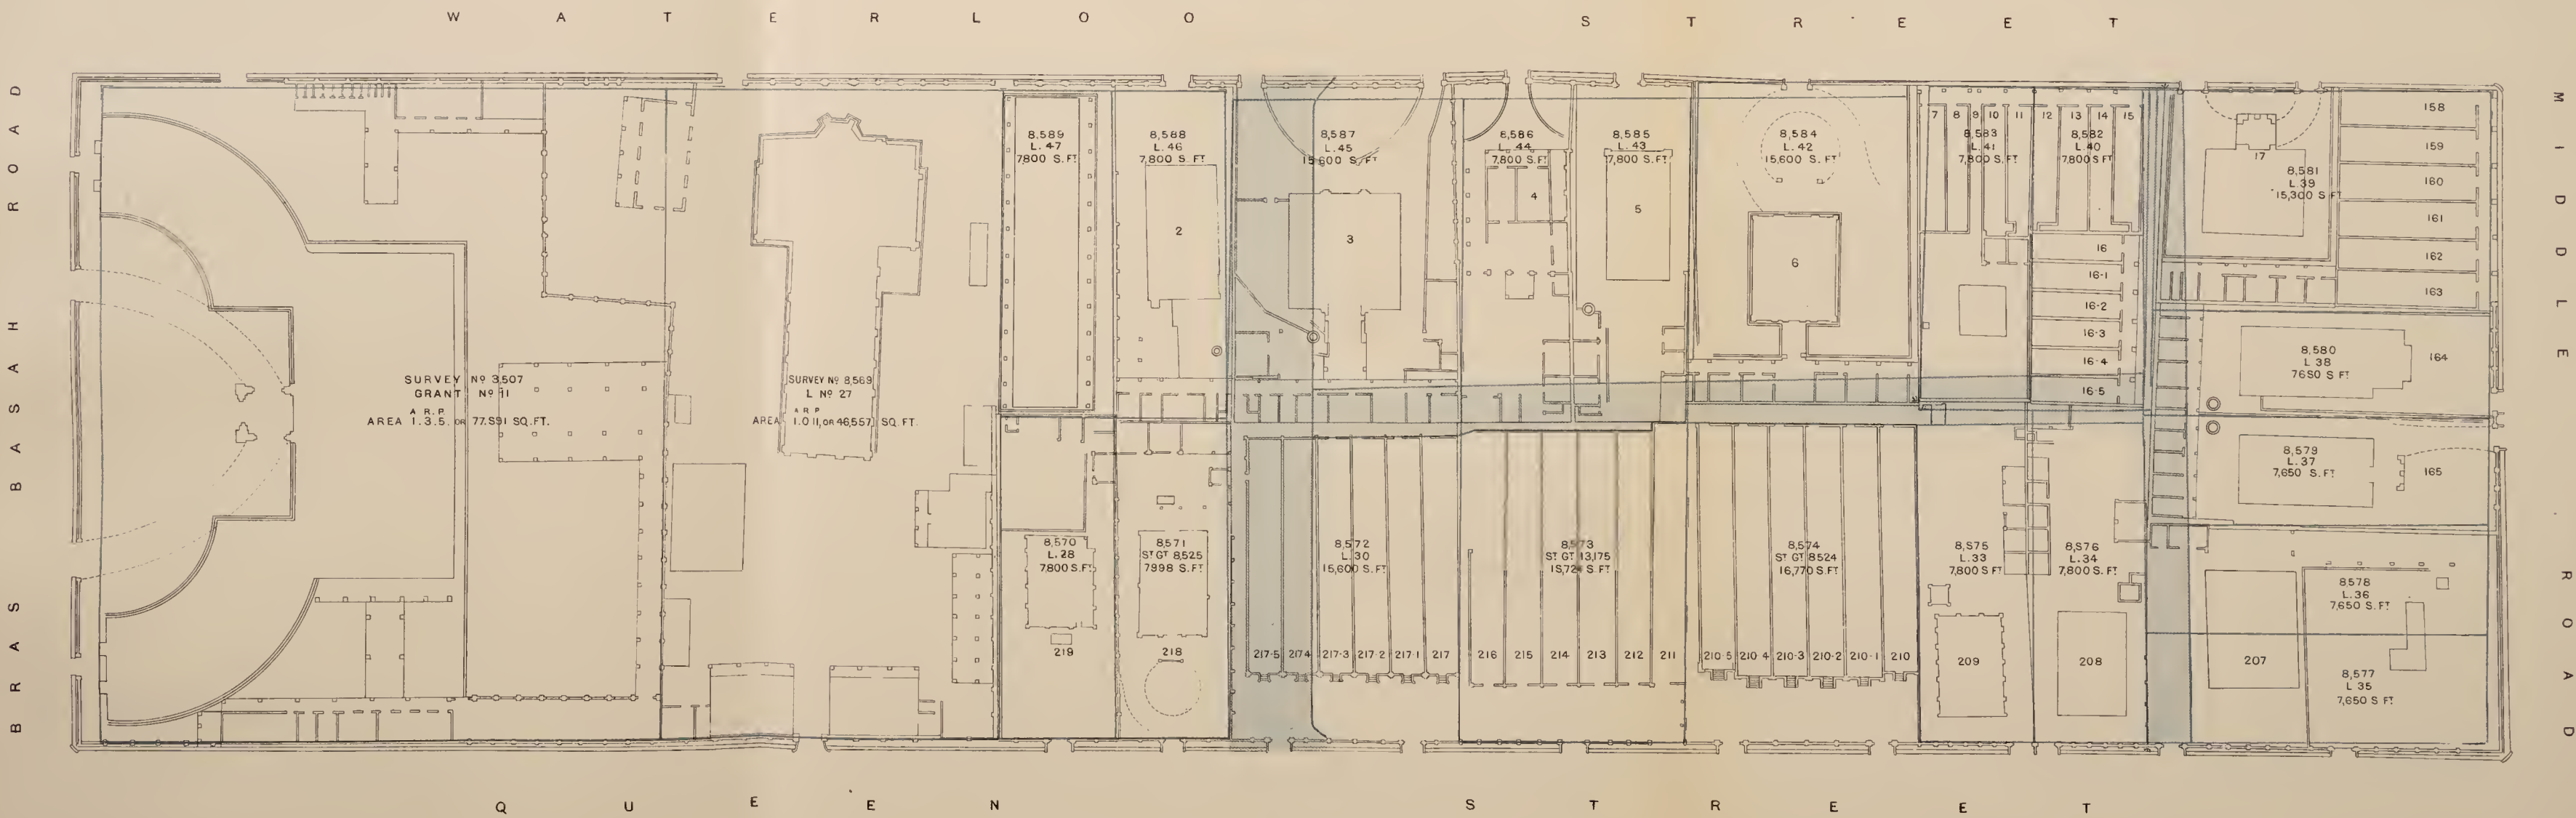 WATERLOO STREET
BRAS BASAH ROAD
MIDDLE ROAD
QUEEN STREET
SURVEY Nº 3,507
GRANT Nº 11
A R.P.
AREA 1.3.5. OR 77.591 SQ.FT.
SURVEY Nº 8,569
L Nº 27
A R P
AREA 1.0 11, OR 46,557 SQ.FT.
8,589
L. 47
7,800 S.FT
8,588
L. 46
7,800 S.FT
2
8,587
L. 45
15,600 S.FT
3
8,586
L. 44
7,800 S.FT
4
8,585
L. 43
7,800 S.FT
5
8,584
L. 42
15,600 S.FT
6
7 8 9 10 11
8,583
L. 41
7,800 S.FT
12 13 14 15
8,582
L. 40
7,800 S.FT
16
16-1
16-2
16-3
16-4
16-5
17
8,581
L.39
15,300 S FT
158
159
160
161
162
163
8,580
L 38
7650 S.FT
164
8,579
L.37
7,650 S.FT
165
8,570
L.28
7,800 S.FT
219
8,571
ST GT 8,525
7998 S.FT
218
8,572
L.30
15,600 S.FT
217-5 217-4 217-3 217-2 217-1 217
8,573
ST GT 13,175
S FT
216 215 214 213 212 211
8,574
ST GT 8524
16,770 S FT
210-5 210-4 210-3 210-2 210-1 210
8,575
L.33
7,800 S FT
209
8,576
L.34
7,800 S.FT
208
8578
L.36
7,650 S.FT
207
8,577
L 35
7,650 S FT